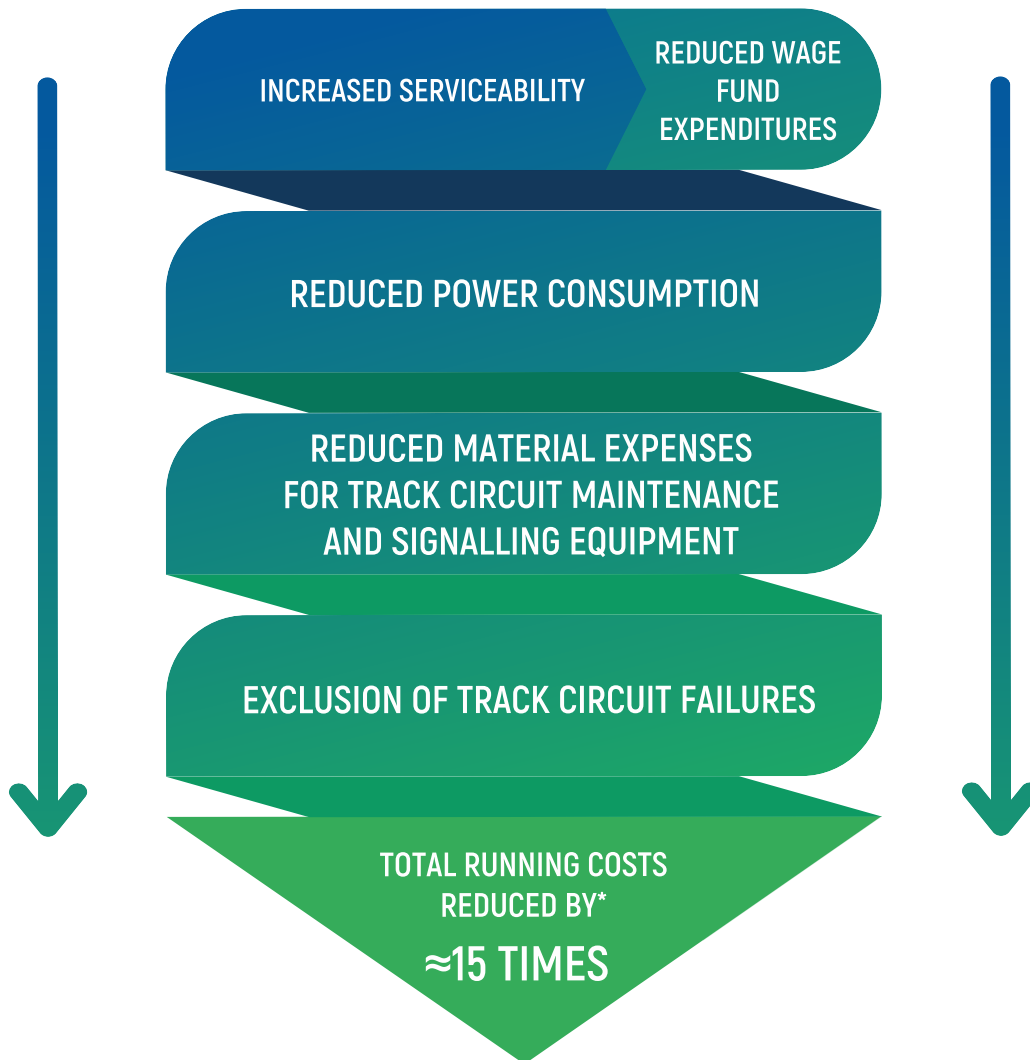 INCREASED SERVICEABILITY
REDUCED WAGE
FUND
EXPENDITURES
REDUCED POWER CONSUMPTION
REDUCED MATERIAL EXPENSES
FOR TRACK CIRCUIT MAINTENANCE
AND SIGNALLING EQUIPMENT
EXCLUSION OF TRACK CIRCUIT FAILURES
TOTAL RUNNING COSTS
REDUCED BY*
≈15 TIMES